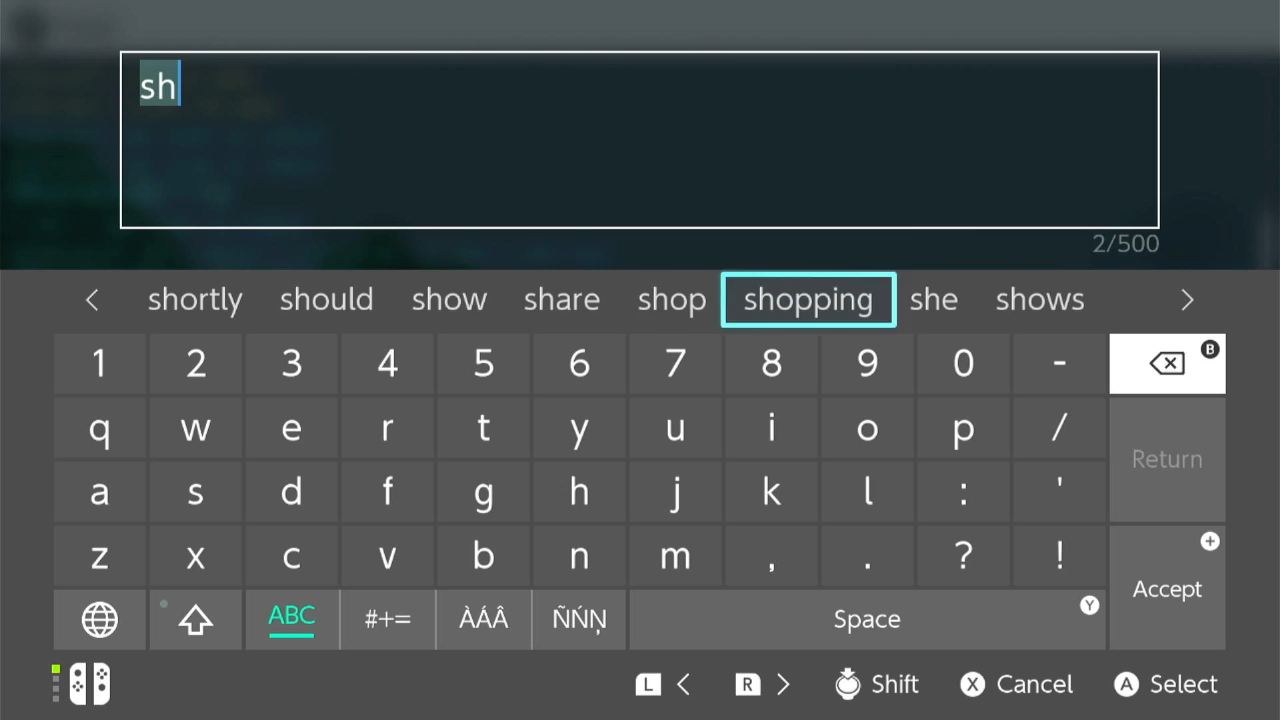 sh
2/500
shortly should show share shop shopping she shows
1 2 3 4 5 6 7 8 9 0 - B
q w e r t y u i o p /
Return
a s d f g h j k l : '
z x c v b n m , . ? ! +
Accept
ABC #+= ÀÁÂ ÑŃŅ Space Y
L R Shift X Cancel A Select